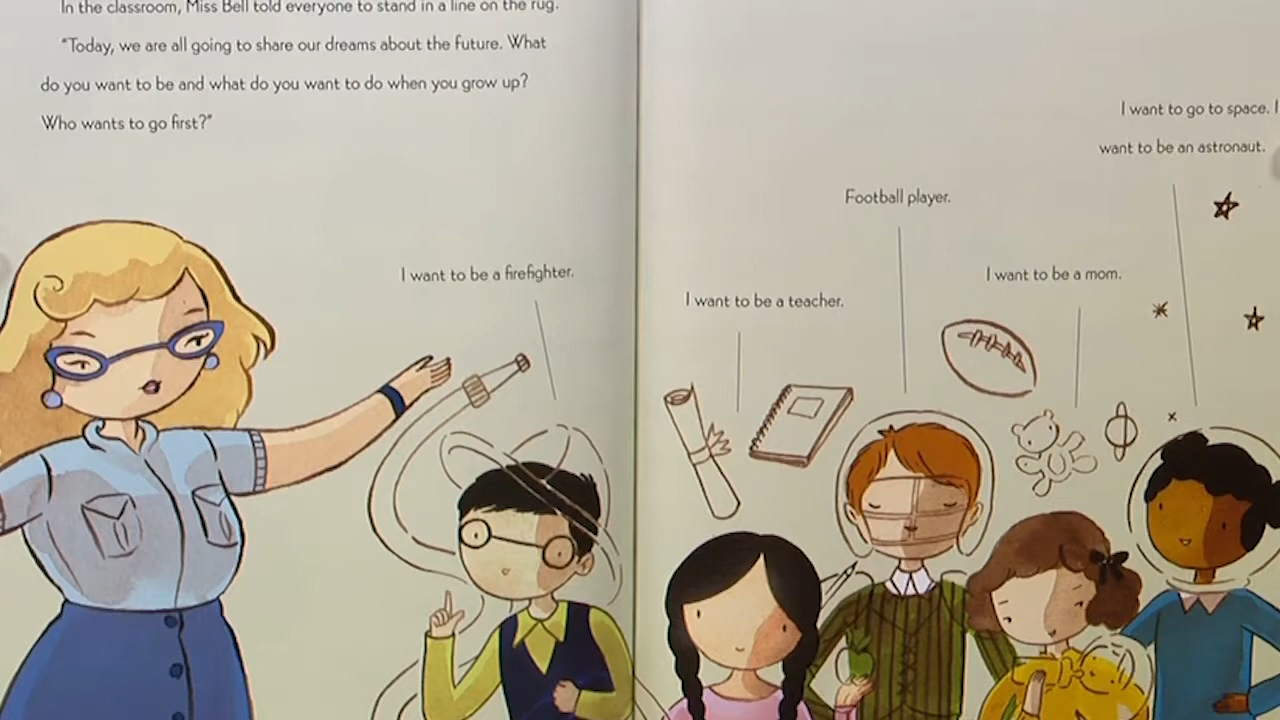 In the classroom, Miss Bell told everyone to stand in a line on the rug.
"Today, we are all going to share our dreams about the future. What
do you want to be and what do you want to do when you grow up?
Who wants to go first?"
I want to be a firefighter.
I want to be a teacher.
Football player.
I want to be a mom.
I want to go to space. I
want to be an astronaut.